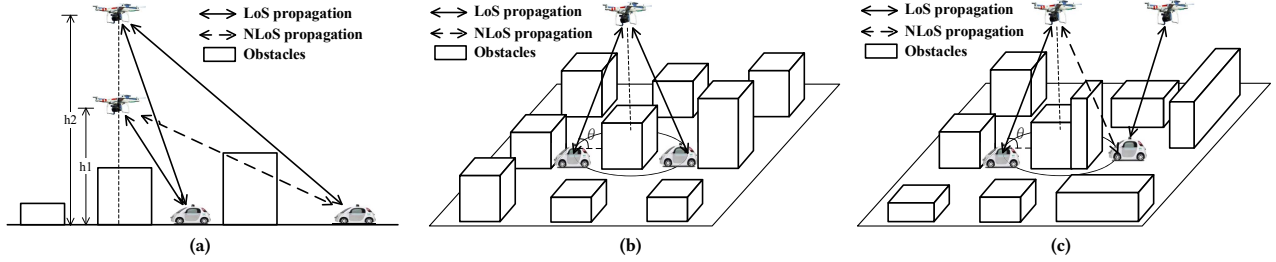 LoS propagation
NLoS propagation
Obstacles
h2
h1
(a)
LoS propagation
NLoS propagation
Obstacles
θ
(b)
LoS propagation
NLoS propagation
Obstacles
θ
(c)